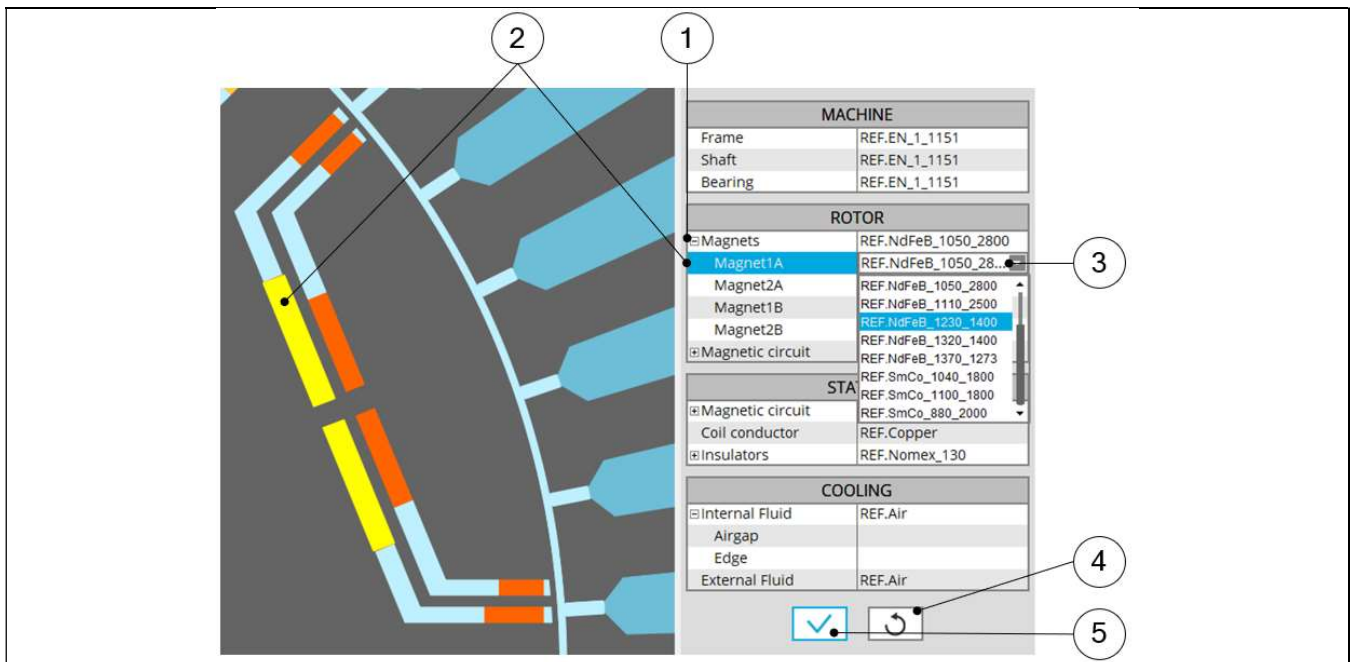 2
1
MACHINE
Frame REF.EN_1_1151
Shaft REF.EN_1_1151
Bearing REF.EN_1_1151
ROTOR
Magnets REF.NdFeB_1050_2800
Magnet1A REF.NdFeB_1050_28...
3
Magnet2A REF.NdFeB_1050_2800
REF.NdFeB_1110_2500
Magnet1B
REF.NdFeB_1230_1400
Magnet2B
REF.NdFeB_1320_1400
Magnetic circuit REF.NdFeB_1370_1273
REF.SmCo_1040_1800
STA REF.SmCo_1100_1800
Magnetic circuit REF.SmCo_880_2000
Coil conductor REF.Copper
Insulators REF.Nomex_130
COOLING
Internal Fluid REF.Air
Airgap
Edge
External Fluid REF.Air
4
5